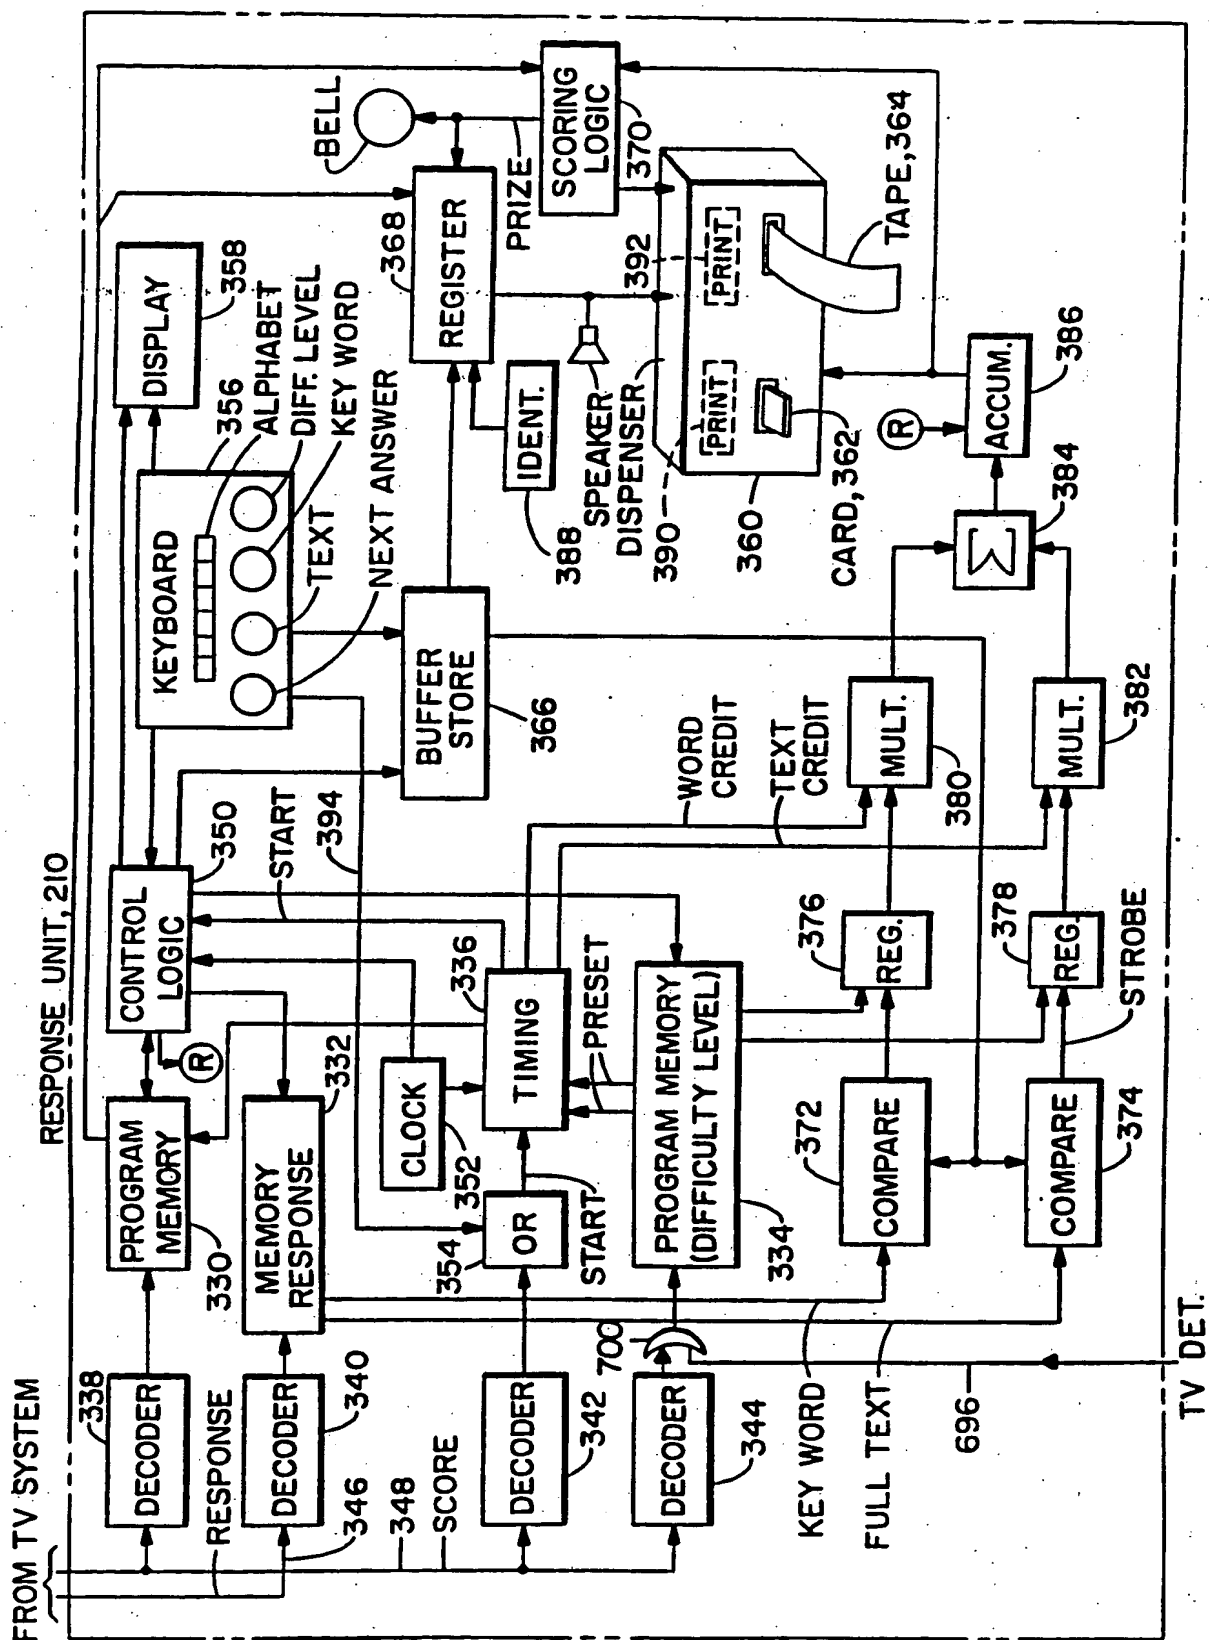 RESPONSE UNIT, 210
FROM TV SYSTEM
338
DECODER
RESPONSE
DECODER
340
346
348
SCORE
DECODER
342
DECODER
344
700
KEY WORD
FULL TEXT
696
TV DET.
PROGRAM
MEMORY
330
MEMORY
RESPONSE
332
CONTROL
LOGIC
350
R
START
394
CLOCK
352
OR
354
START
TIMING
336
PRESET
PROGRAM MEMORY
(DIFFICULTY LEVEL)
334
COMPARE
372
COMPARE
374
REG.
376
REG.
378
STROBE
WORD
CREDIT
TEXT
CREDIT
MULT.
380
MULT.
382
Σ
384
ACCUM.
386
R
KEYBOARD
356
ALPHABET
DIFF. LEVEL
KEY WORD
TEXT
NEXT ANSWER
DISPLAY
358
BUFFER
STORE
366
REGISTER
368
IDENT.
388
SPEAKER
DISPENSER
390
392
PRINT
PRINT
360
CARD, 362
TAPE, 364
BELL
PRIZE
SCORING
LOGIC
370